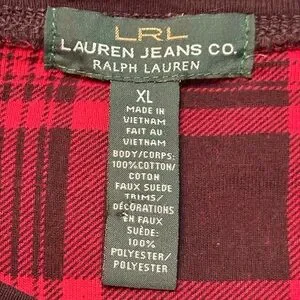 LRL
LAUREN JEANS CO.
RALPH LAUREN
XL
MADE IN
VIETNAM
FAIT AU
VIETNAM
BODY/CORPS:
100%COTTON/
COTON
FAUX SUEDE
TRIMS/
DÉCORATIONS
EN FAUX
SUÈDE:
100%
POLYESTER/
POLYESTER